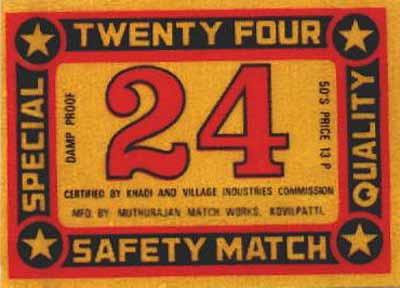 TWENTY FOUR
SPECIAL
DAMP PROOF
24
50'S PRICE 13 P
QUALITY
CERTIFIED BY KHADI AND VILLAGE INDUSTRIES COMMISSION
MFD. BY MUTHURAJAN MATCH WORKS, KOVILPATTI.
SAFETY MATCH